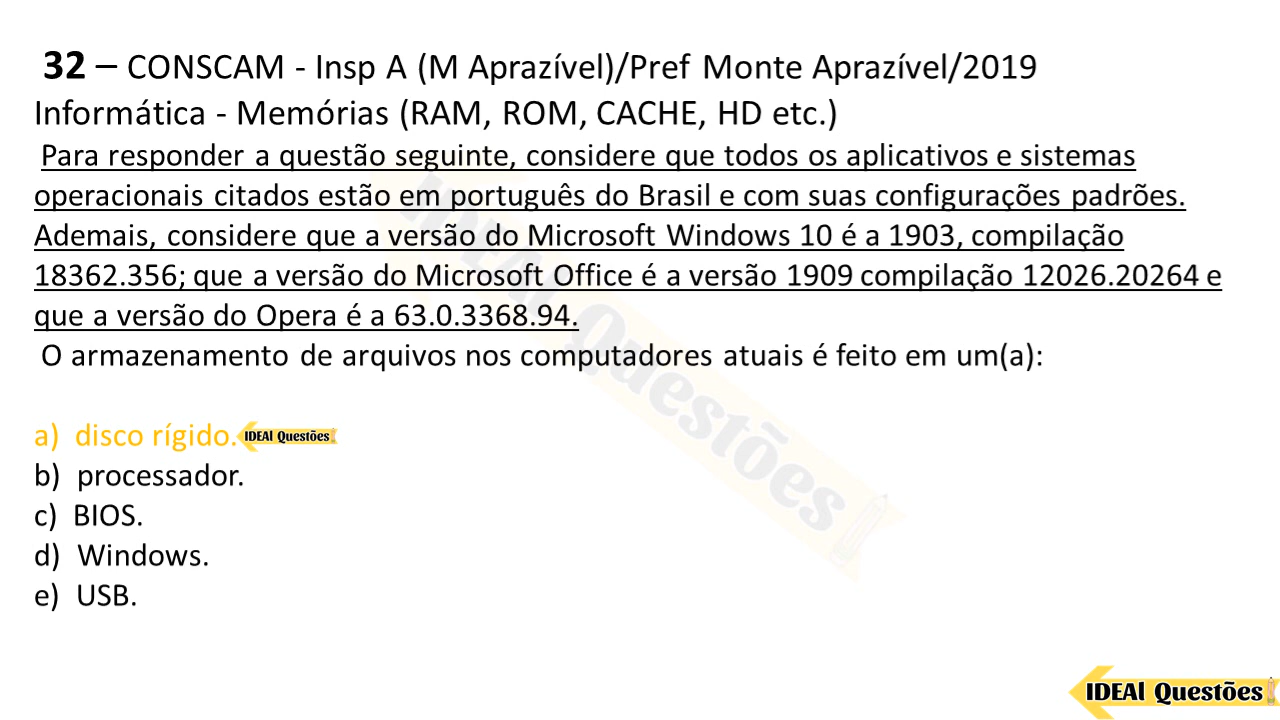 32 – CONSCAM - Insp A (M Aprazível)/Pref Monte Aprazível/2019
Informática - Memórias (RAM, ROM, CACHE, HD etc.)
Para responder a questão seguinte, considere que todos os aplicativos e sistemas
operacionais citados estão em português do Brasil e com suas configurações padrões.
Ademais, considere que a versão do Microsoft Windows 10 é a 1903, compilação
18362.356; que a versão do Microsoft Office é a versão 1909 compilação 12026.20264 e
que a versão do Opera é a 63.0.3368.94.
O armazenamento de arquivos nos computadores atuais é feito em um(a):
a) disco rígido. IDEAl Questões
b) processador.
c) BIOS.
d) Windows.
e) USB.
IDEAl Questões
IDEAl Questões